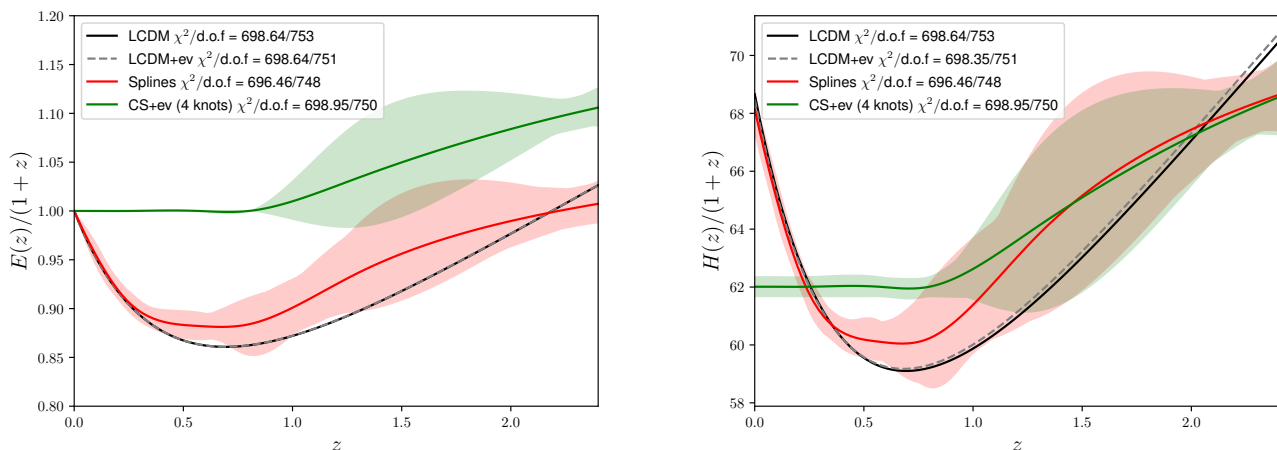 1.20
1.15
1.10
1.05
1.00
0.95
0.90
0.85
0.80
E(z)/(1 + z)
LCDM χ²/d.o.f = 698.64/753
LCDM+ev χ²/d.o.f = 698.64/751
Splines χ²/d.o.f = 696.46/748
CS+ev (4 knots) χ²/d.o.f = 698.95/750
0.0 0.5 1.0 1.5 2.0
z
70
68
66
64
62
60
58
H(z)/(1 + z)
LCDM χ²/d.o.f = 698.64/753
LCDM+ev χ²/d.o.f = 698.35/751
Splines χ²/d.o.f = 696.46/748
CS+ev (4 knots) χ²/d.o.f = 698.95/750
0.0 0.5 1.0 1.5 2.0
z